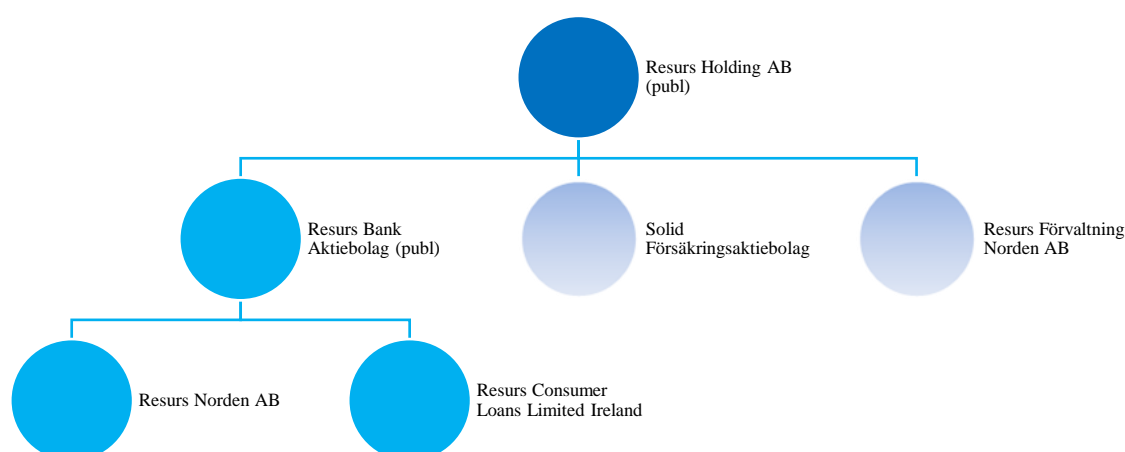 Resurs Holding AB
(publ)
Resurs Bank
Aktiebolag (publ)
Solid
Försäkringsaktiebolag
Resurs Förvaltning
Norden AB
Resurs Norden AB
Resurs Consumer
Loans Limited Ireland